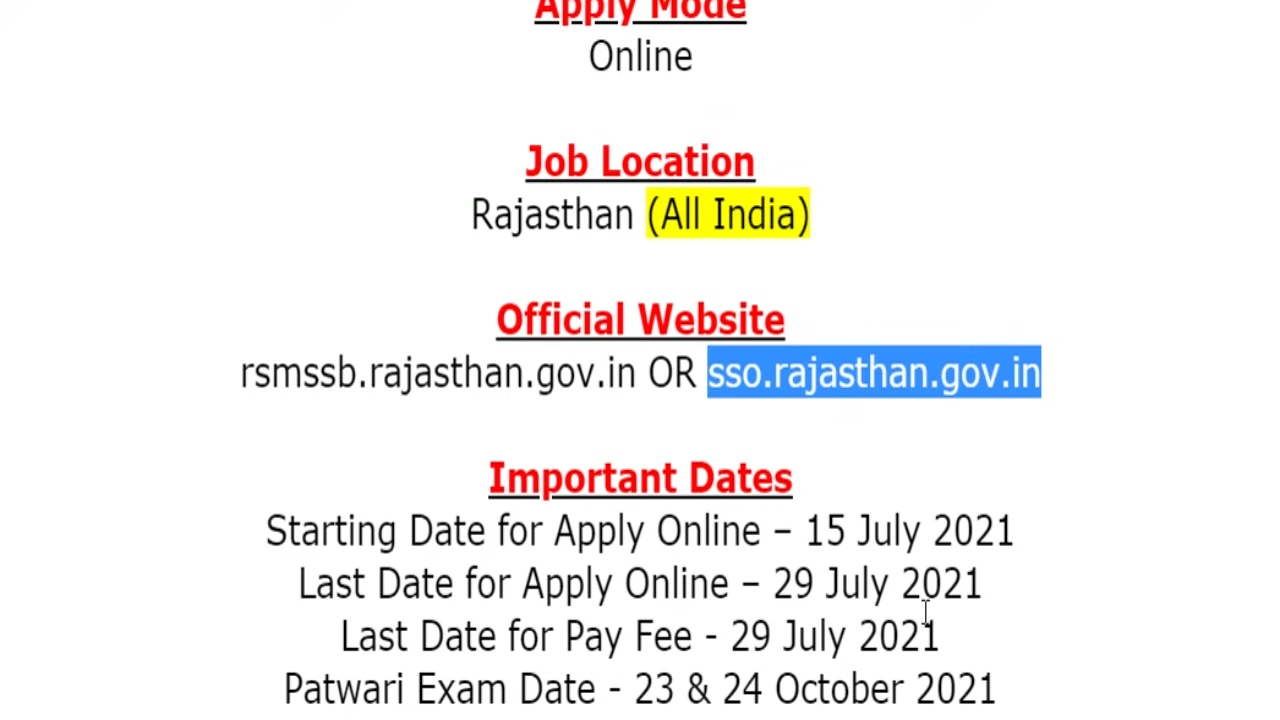 Apply Mode
Online
Job Location
Rajasthan (All India)
Official Website
rsmssb.rajasthan.gov.in OR sso.rajasthan.gov.in
Important Dates
Starting Date for Apply Online – 15 July 2021
Last Date for Apply Online – 29 July 2021
Last Date for Pay Fee - 29 July 2021
Patwari Exam Date - 23 & 24 October 2021